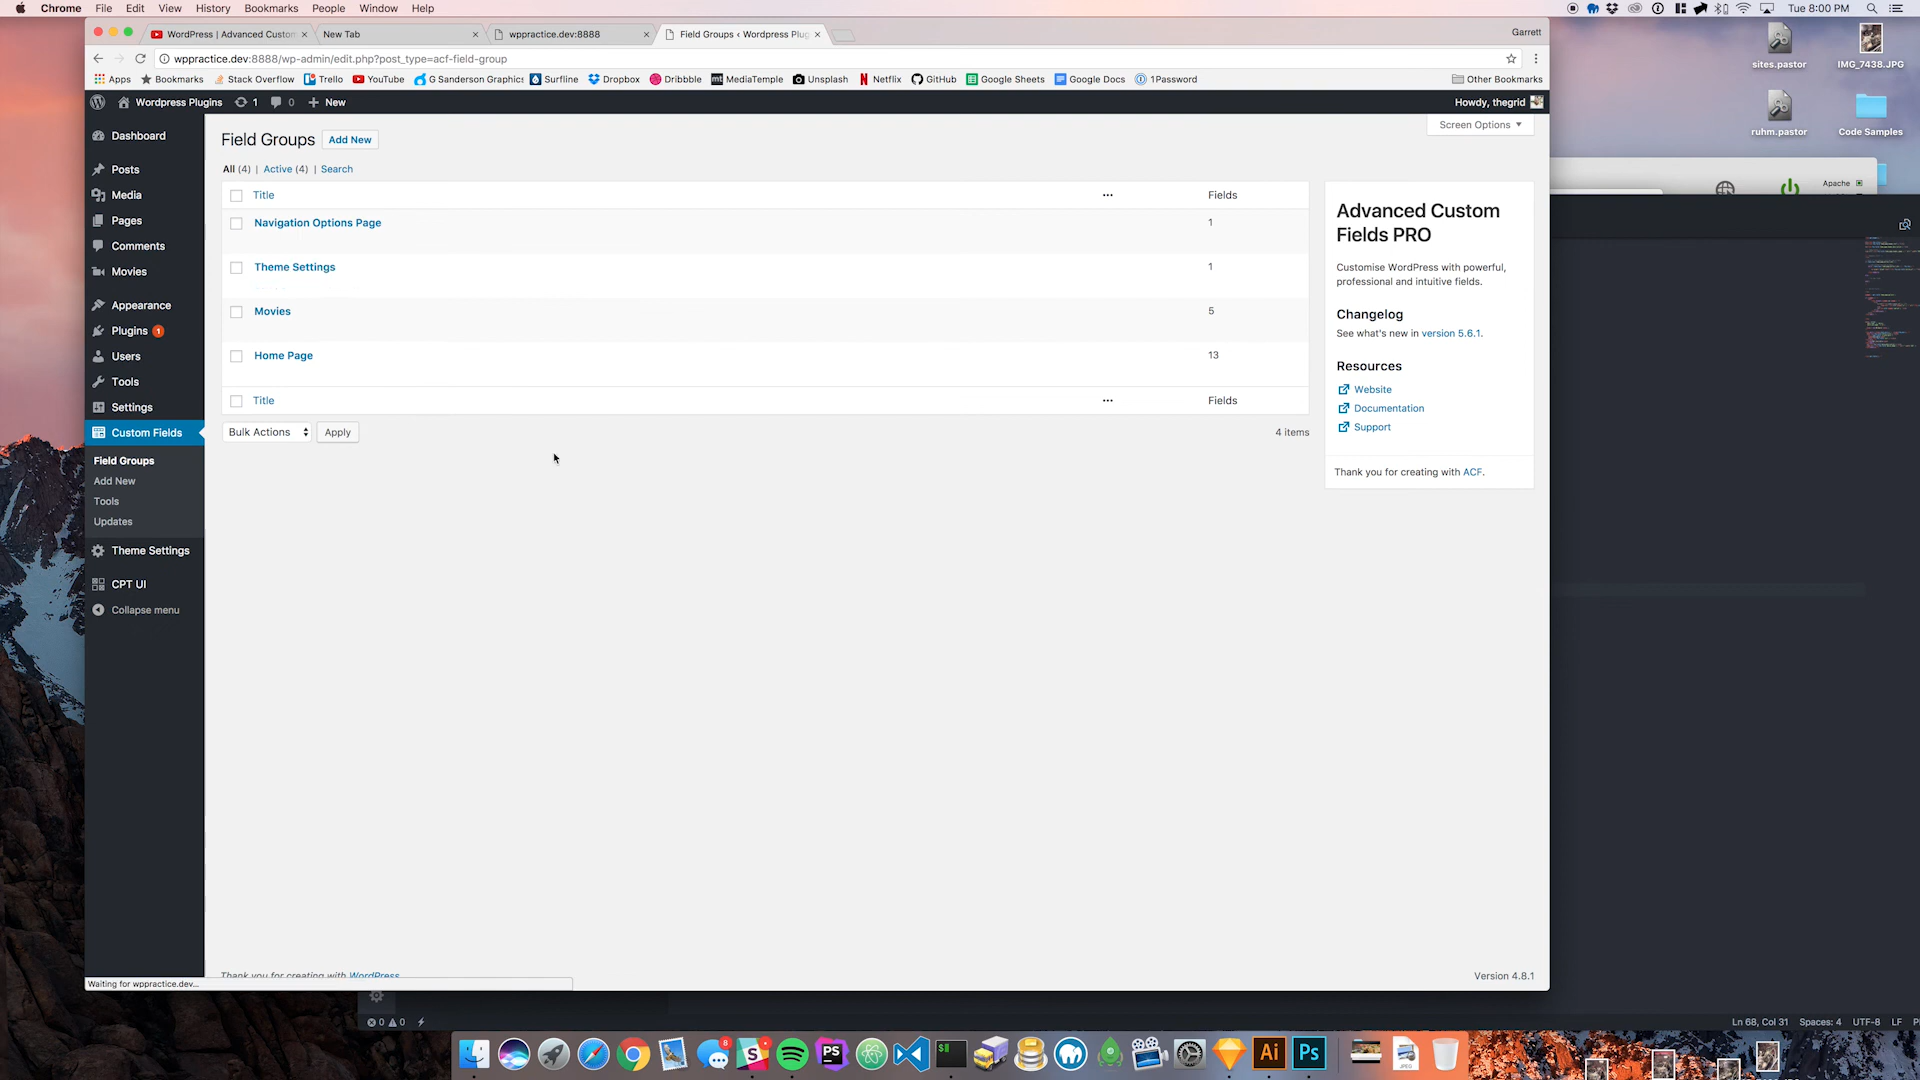 Chrome File Edit View History Bookmarks People Window Help
Tue 8:00 PM
WordPress | Advanced Custom
New Tab
wppractice.dev:8888
Field Groups ‹ Wordpress Plug
Garrett
wppractice.dev:8888/wp-admin/edit.php?post_type=acf-field-group
Apps Bookmarks Stack Overflow Trello YouTube G Sanderson Graphics Surfline Dropbox Dribbble MediaTemple Unsplash Netflix GitHub Google Sheets Google Docs 1Password Other Bookmarks
Wordpress Plugins 1 0 New
Howdy, thegrid
sites.pastor
IMG_7438.JPG
ruhm.pastor
Code Samples
Apache
Dashboard
Posts
Media
Pages
Comments
Movies
Appearance
Plugins 1
Users
Tools
Settings
Custom Fields
Field Groups
Add New
Tools
Updates
Theme Settings
CPT UI
Collapse menu
Screen Options
Field Groups Add New
All (4) | Active (4) | Search
Title ... Fields
Navigation Options Page 1
Theme Settings 1
Movies 5
Home Page 13
Title ... Fields
Bulk Actions Apply
4 items
Advanced Custom
Fields PRO
Customise WordPress with powerful,
professional and intuitive fields.
Changelog
See what's new in version 5.6.1.
Resources
Website
Documentation
Support
Thank you for creating with ACF.
Thank you for creating with WordPress
Version 4.8.1
Waiting for wppractice.dev...
0 0
Ln 68, Col 31 Spaces: 4 UTF-8 LF
8
S
PS
$
Ai
Ps
JPEG